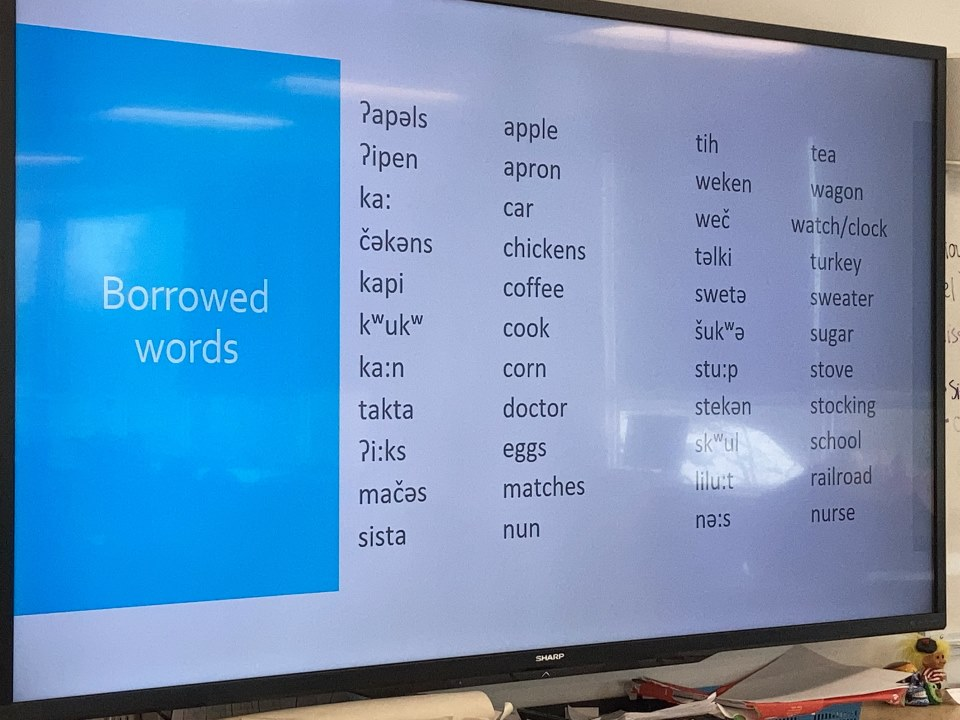 Borrowed
words
ʔapəls apple
ʔipen apron
ka: car
čəkəns chickens
kapi coffee
kʷukʷ cook
ka:n corn
takta doctor
ʔi:ks eggs
mačəs matches
sista nun
tih tea
weken wagon
weč watch/clock
təlki turkey
swetə sweater
šukʷə sugar
stu:p stove
stekən stocking
skʷul school
lilu:t railroad
nə:s nurse
SHARP